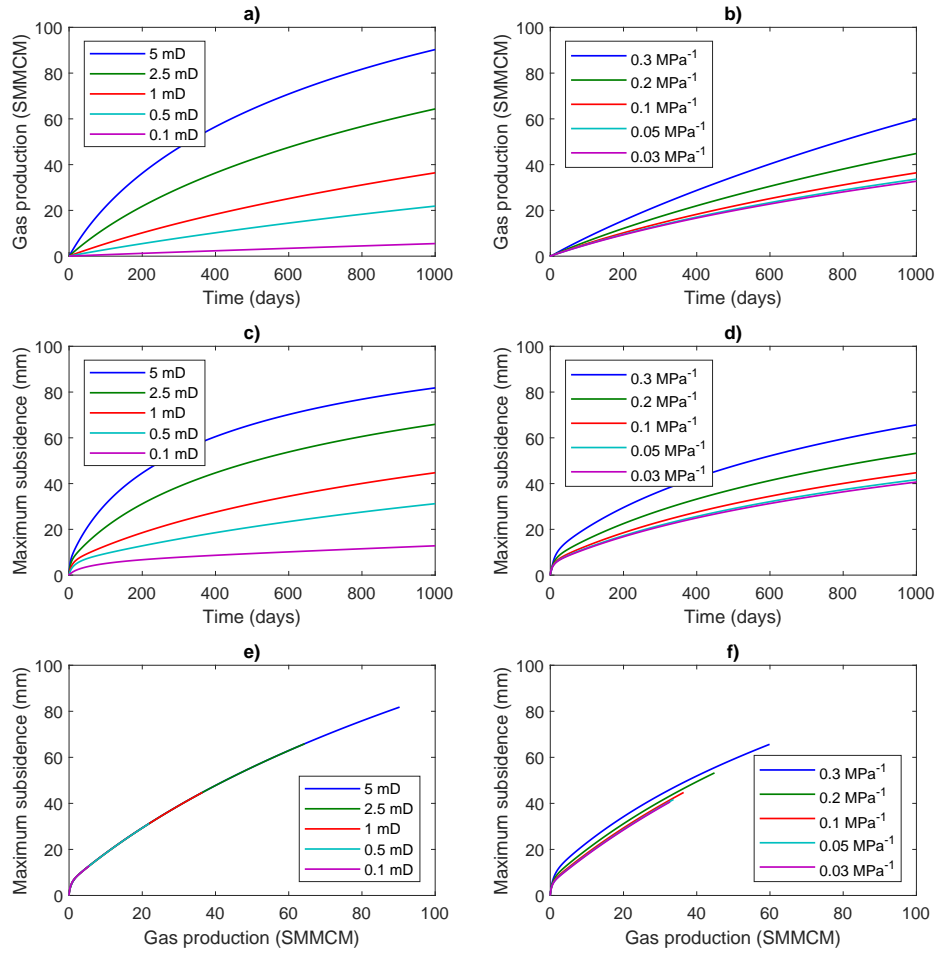 a)
Gas production (SMMCM)
100
80
60
40
20
0
5 mD
2.5 mD
1 mD
0.5 mD
0.1 mD
0 200 400 600 800 1000
Time (days)
b)
Gas production (SMMCM)
100
80
60
40
20
0
0.3 MPa⁻¹
0.2 MPa⁻¹
0.1 MPa⁻¹
0.05 MPa⁻¹
0.03 MPa⁻¹
0 200 400 600 800 1000
Time (days)
c)
Maximum subsidence (mm)
100
80
60
40
20
0
5 mD
2.5 mD
1 mD
0.5 mD
0.1 mD
0 200 400 600 800 1000
Time (days)
d)
Maximum subsidence (mm)
100
80
60
40
20
0
0.3 MPa⁻¹
0.2 MPa⁻¹
0.1 MPa⁻¹
0.05 MPa⁻¹
0.03 MPa⁻¹
0 200 400 600 800 1000
Time (days)
e)
Maximum subsidence (mm)
100
80
60
40
20
0
5 mD
2.5 mD
1 mD
0.5 mD
0.1 mD
0 20 40 60 80 100
Gas production (SMMCM)
f)
Maximum subsidence (mm)
100
80
60
40
20
0
0.3 MPa⁻¹
0.2 MPa⁻¹
0.1 MPa⁻¹
0.05 MPa⁻¹
0.03 MPa⁻¹
0 20 40 60 80 100
Gas production (SMMCM)